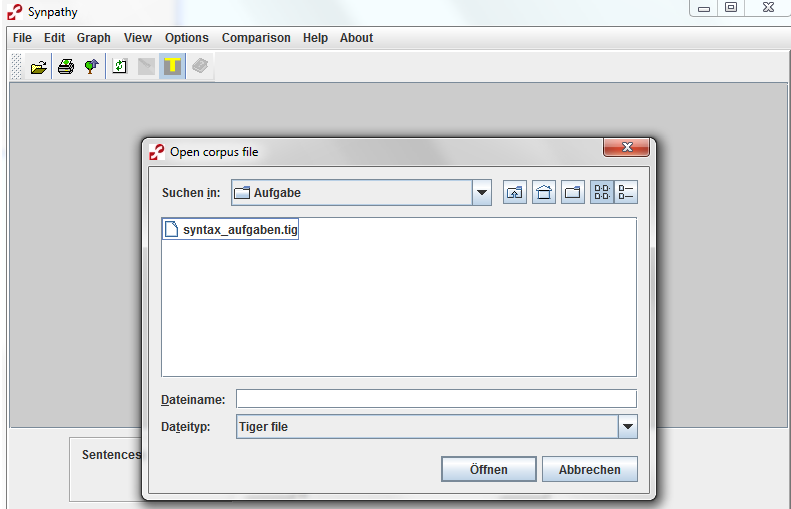 Synpathy
File Edit Graph View Options Comparison Help About
T
Open corpus file
Suchen in: Aufgabe
syntax_aufgaben.tig
Dateiname:
Dateityp: Tiger file
Sentences
Öffnen Abbrechen